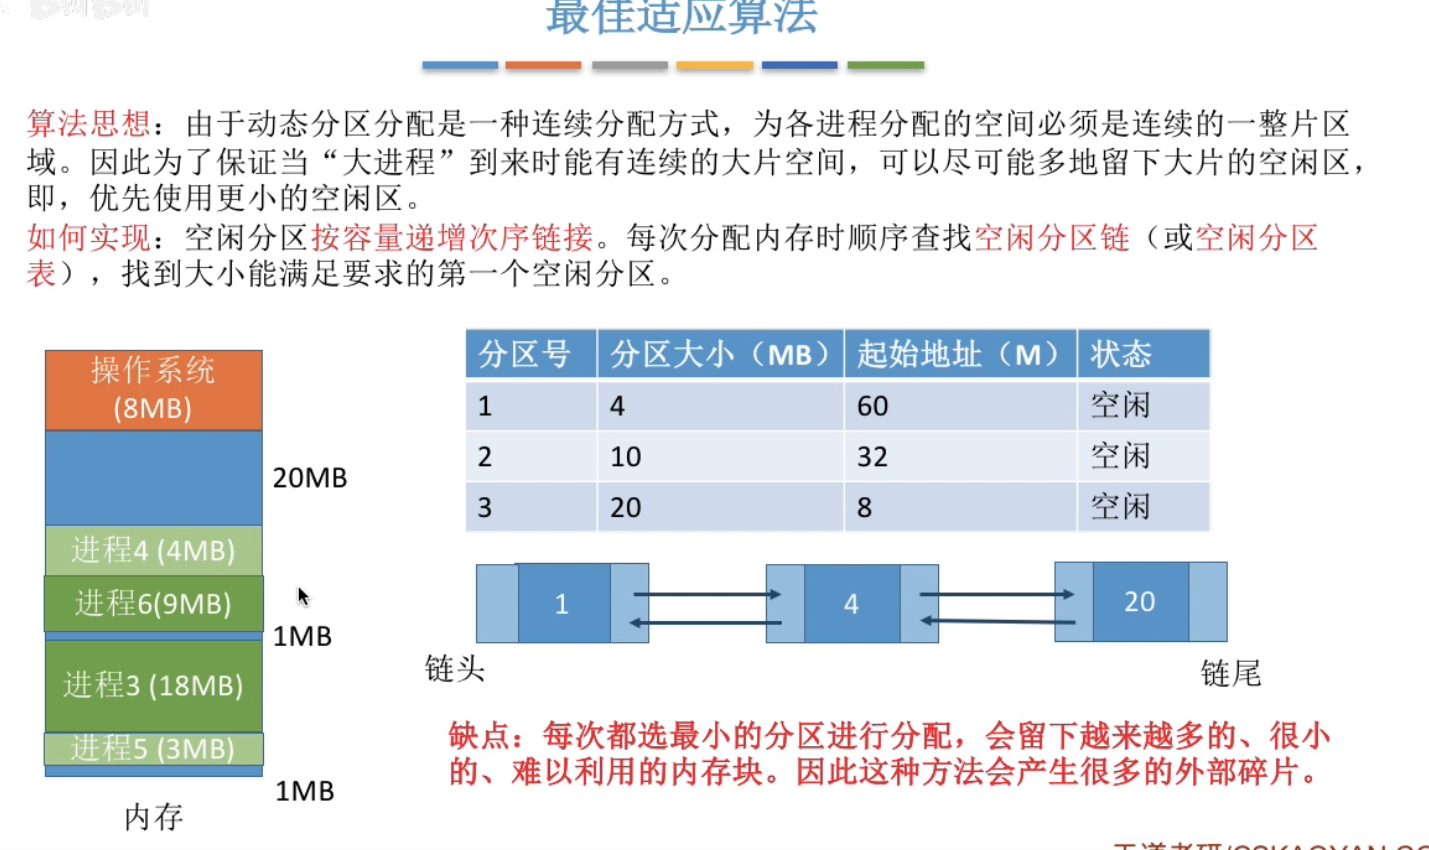 最佳适应算法
算法思想：由于动态分区分配是一种连续分配方式，为各进程分配的空间必须是连续的一整片区
域。因此为了保证当“大进程”到来时能有连续的大片空间，可以尽可能多地留下大片的空闲区，
即，优先使用更小的空闲区。
如何实现：空闲分区按容量递增次序链接。每次分配内存时顺序查找空闲分区链（或空闲分区
表），找到大小能满足要求的第一个空闲分区。
操作系统
(8MB)
20MB
进程4 (4MB)
进程6(9MB)
1MB
进程3 (18MB)
进程5 (3MB)
1MB
内存
分区号 分区大小（MB） 起始地址（M） 状态
1 4 60 空闲
2 10 32 空闲
3 20 8 空闲
1 4 20
链头 链尾
缺点：每次都选最小的分区进行分配，会留下越来越多的、很小
的、难以利用的内存块。因此这种方法会产生很多的外部碎片。